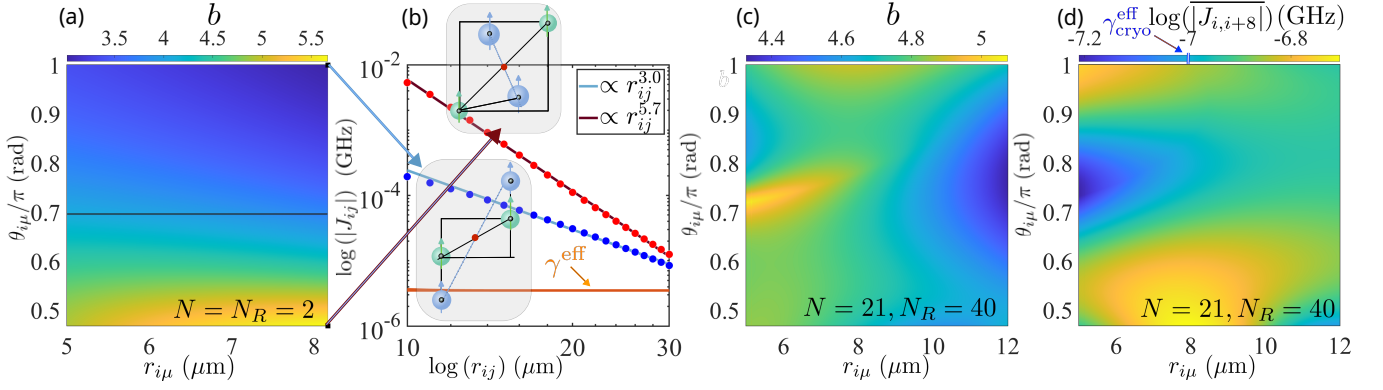 (a)
b
3.5 4 4.5 5 5.5
1
0.9
0.8
0.7
0.6
0.5
θ_{iμ}/π (rad)
N = N_R = 2
5 6 7 8
r_{iμ} (μm)
(b)
10^{-2}
10^{-4}
10^{-6}
log(|J_{ij}|) (GHz)
∝ r_{ij}^{3.0}
∝ r_{ij}^{5.7}
γ^{eff}
10 20 30
log (r_{ij}) (μm)
(c)
b
4.4 4.6 4.8 5
1
0.9
0.8
0.7
0.6
0.5
θ_{iμ}/π (rad)
N = 21, N_R = 40
6 8 10 12
r_{iμ} (μm)
(d)
γ_{cryo}^{eff}
log(\overline{|J_{i,i+8}|}) (GHz)
-7.2 -7 -6.8
1
0.9
0.8
0.7
0.6
0.5
θ_{iμ}/π (rad)
N = 21, N_R = 40
6 8 10 12
r_{iμ} (μm)